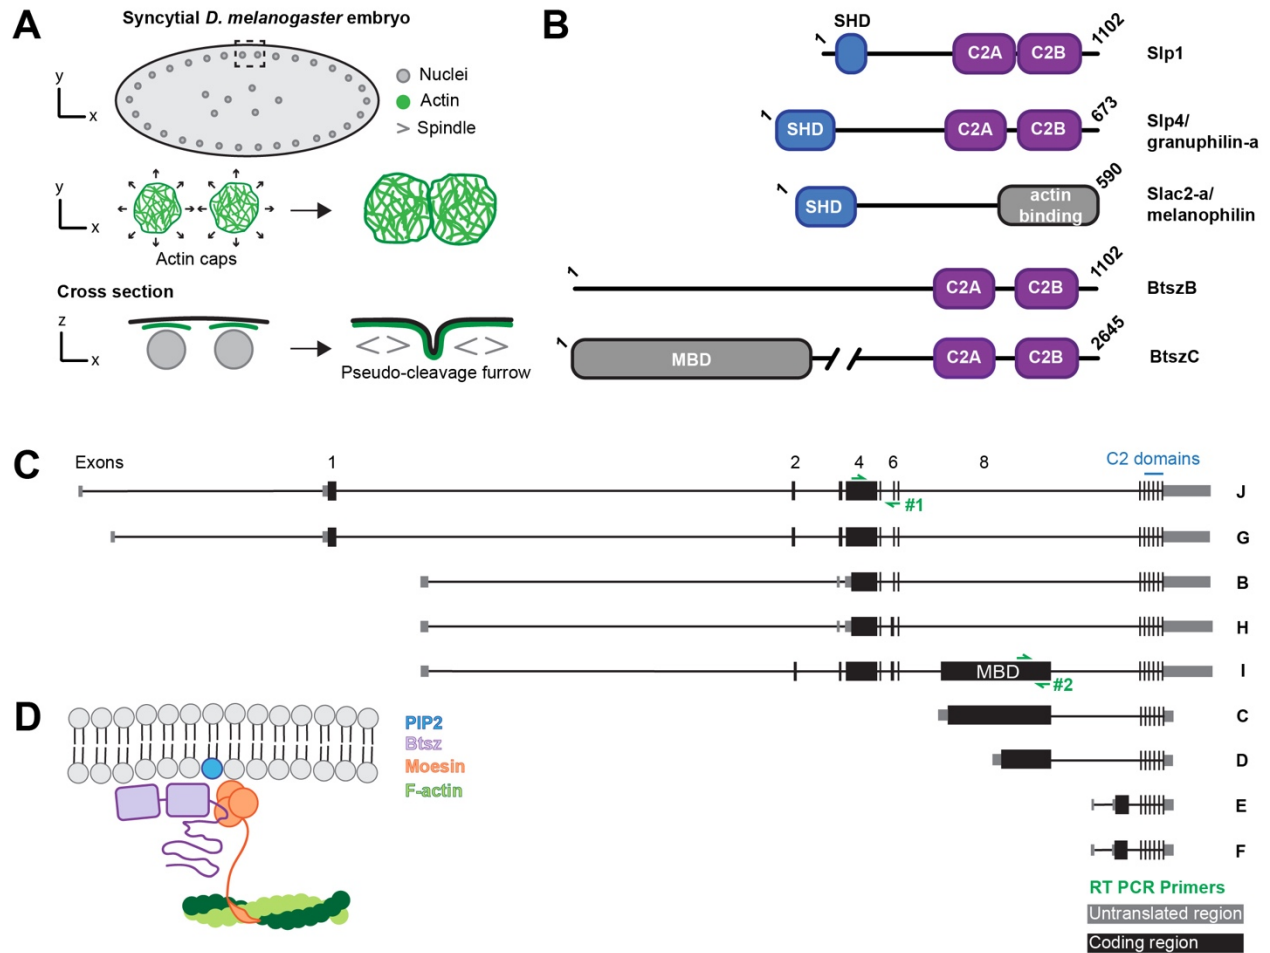 A
Syncytial D. melanogaster embryo
y
x
Nuclei
Actin
Spindle
y
x
Actin caps
Cross section
z
x
Pseudo-cleavage furrow
B
SHD
1
C2A
C2B
1102
Slp1
1
SHD
C2A
C2B
673
Slp4/
granuphilin-a
1
SHD
actin
binding
590
Slac2-a/
melanophilin
1
C2A
C2B
1102
BtszB
1
MBD
C2A
C2B
2645
BtszC
C
Exons
1
2
4
6
8
C2 domains
#1
J
G
B
H
MBD
#2
I
C
D
E
F
RT PCR Primers
Untranslated region
Coding region
D
PIP2
Btsz
Moesin
F-actin